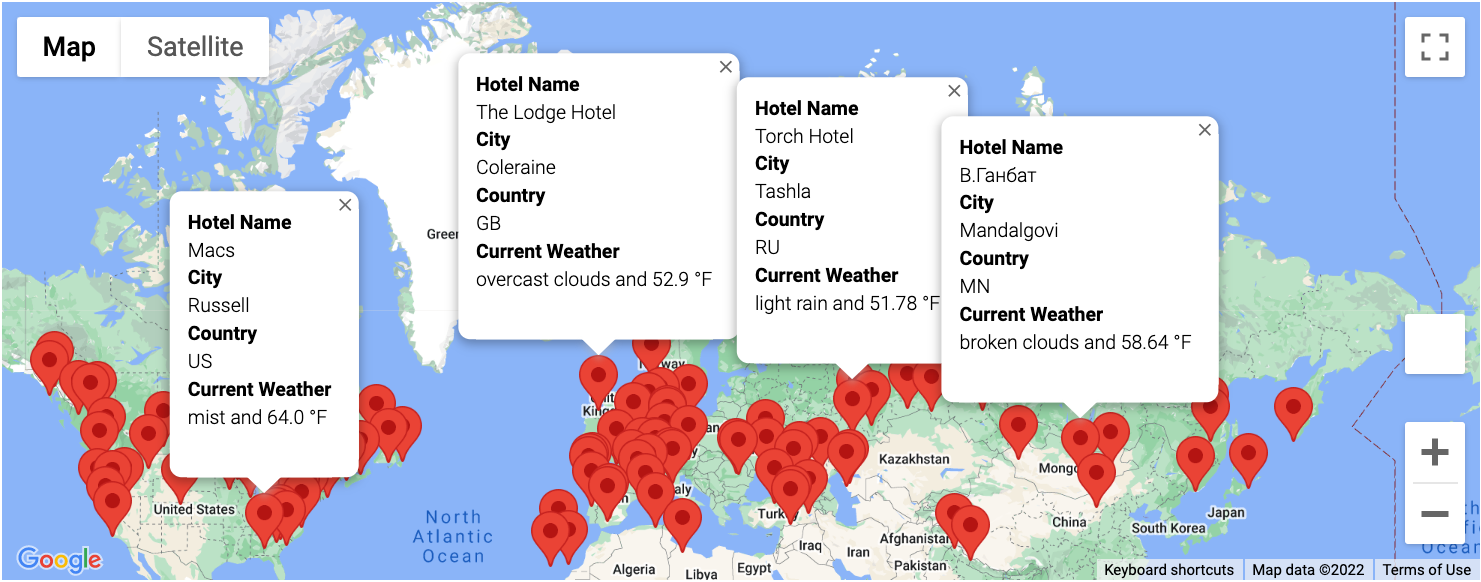 Map
Satellite
Hotel Name
The Lodge Hotel
City
Coleraine
Country
GB
Current Weather
overcast clouds and 52.9 °F
Hotel Name
Torch Hotel
City
Tashla
Country
RU
Current Weather
light rain and 51.78 °F
Hotel Name
В.Ганбат
City
Mandalgovi
Country
MN
Current Weather
broken clouds and 58.64 °F
Hotel Name
Macs
City
Russell
Country
US
Current Weather
mist and 64.0 °F
Green
Norway
Kazakhstan
Mong
United States
North
Atlantic
Ocean
Turk
China
Japan
South Korea
Iraq
Iran
Afghanistan
Pakistan
Algeria
Libya
Egypt
Ocean
Google
Keyboard shortcuts
Map data ©2022
Terms of Use